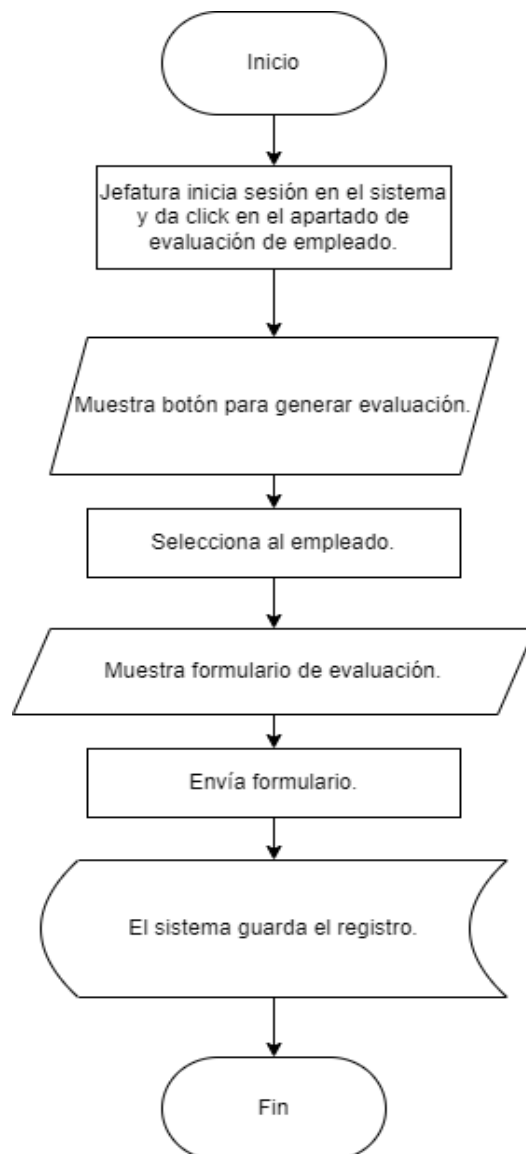 Inicio
Jefatura inicia sesión en el sistema
y da click en el apartado de
evaluación de empleado.
Muestra botón para generar evaluación.
Selecciona al empleado.
Muestra formulario de evaluación.
Envía formulario.
El sistema guarda el registro.
Fin